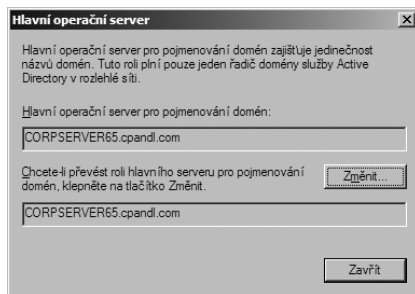 Hlavní operační server
Hlavní operační server pro pojmenování domén zajišťuje jedinečnost
názvů domén. Tuto roli plní pouze jeden řadič domény služby Active
Directory v rozlehlé síti.
Hlavní operační server pro pojmenování domén:
CORPSERVER65.cpandl.com
Chcete-li převést roli hlavního serveru pro pojmenování
domén, klepněte na tlačítko Změnit.
Změnit...
CORPSERVER65.cpandl.com
Zavřít